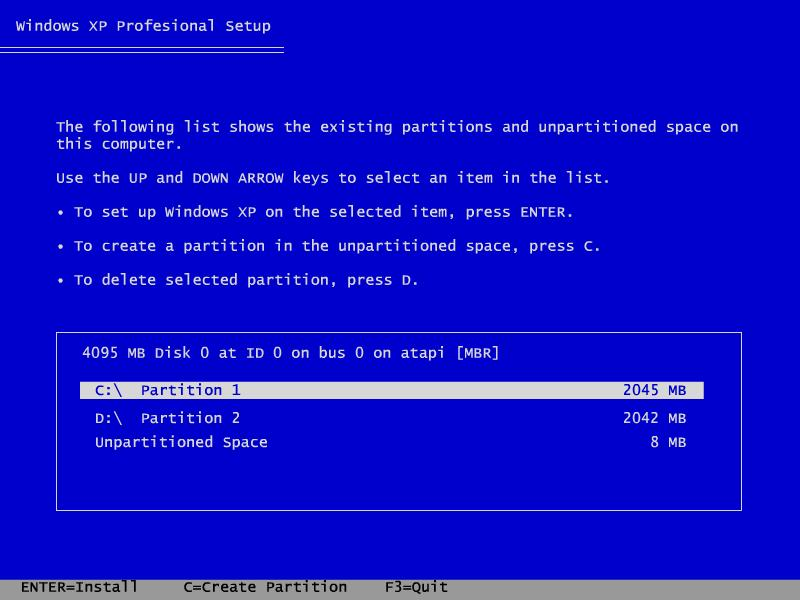 Windows XP Profesional Setup
The following list shows the existing partitions and unpartitioned space on
this computer.
Use the UP and DOWN ARROW keys to select an item in the list.
• To set up Windows XP on the selected item, press ENTER.
• To create a partition in the unpartitioned space, press C.
• To delete selected partition, press D.
4095 MB Disk 0 at ID 0 on bus 0 on atapi [MBR]
C:\ Partition 1 2045 MB
D:\ Partition 2 2042 MB
Unpartitioned Space 8 MB
ENTER=Install C=Create Partition F3=Quit